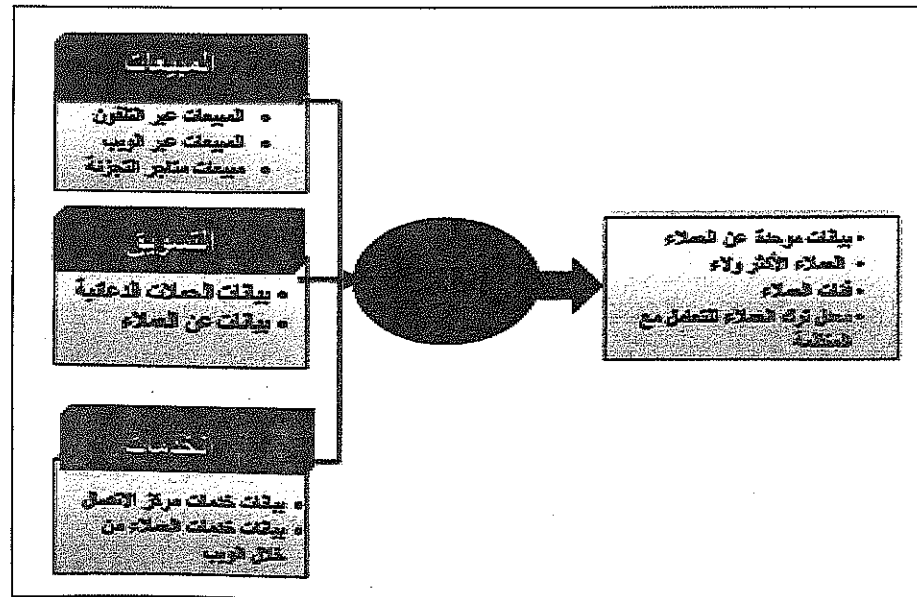 المبيعات
• المبيعات عبر التلفون
• المبيعات عبر الويب
• مبيعات متاجر التجزئة
التسويق
• بيانات الحملات الدعائية
• بيانات عن العملاء
الخدمات
• بيانات خدمات مركز الاتصال
• بيانات خدمات العملاء من
خلال الويب
• بيانات موحدة عن العملاء
• العملاء الأكثر ولاء
• فئات العملاء
• معدل ترك العملاء للتعامل مع
المنظمة